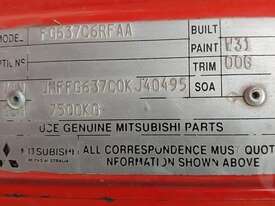 MODEL FG637C6RFAA BUILT
PAINT W31
OPTIL Nº TRIM 00G
JMFFG637C0KJ40495 SOA
7500KG
USE GENUINE MITSUBISHI PARTS
MITSUBISHI ALL CORRESPONDENCE MUST QUOTE
INFORMATION SHOWN ABOVE